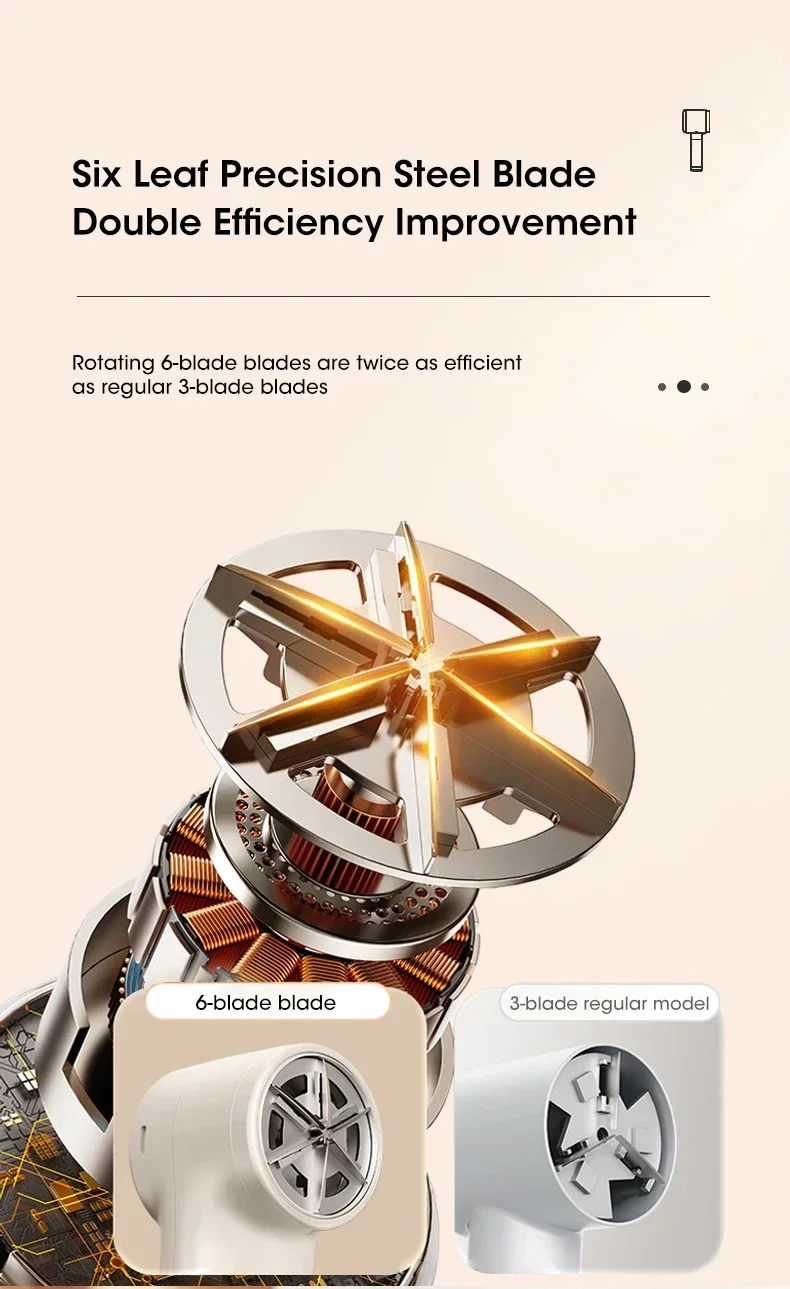 Six Leaf Precision Steel Blade
Double Efficiency Improvement
Rotating 6-blade blades are twice as efficient
as regular 3-blade blades
6-blade blade
3-blade regular model